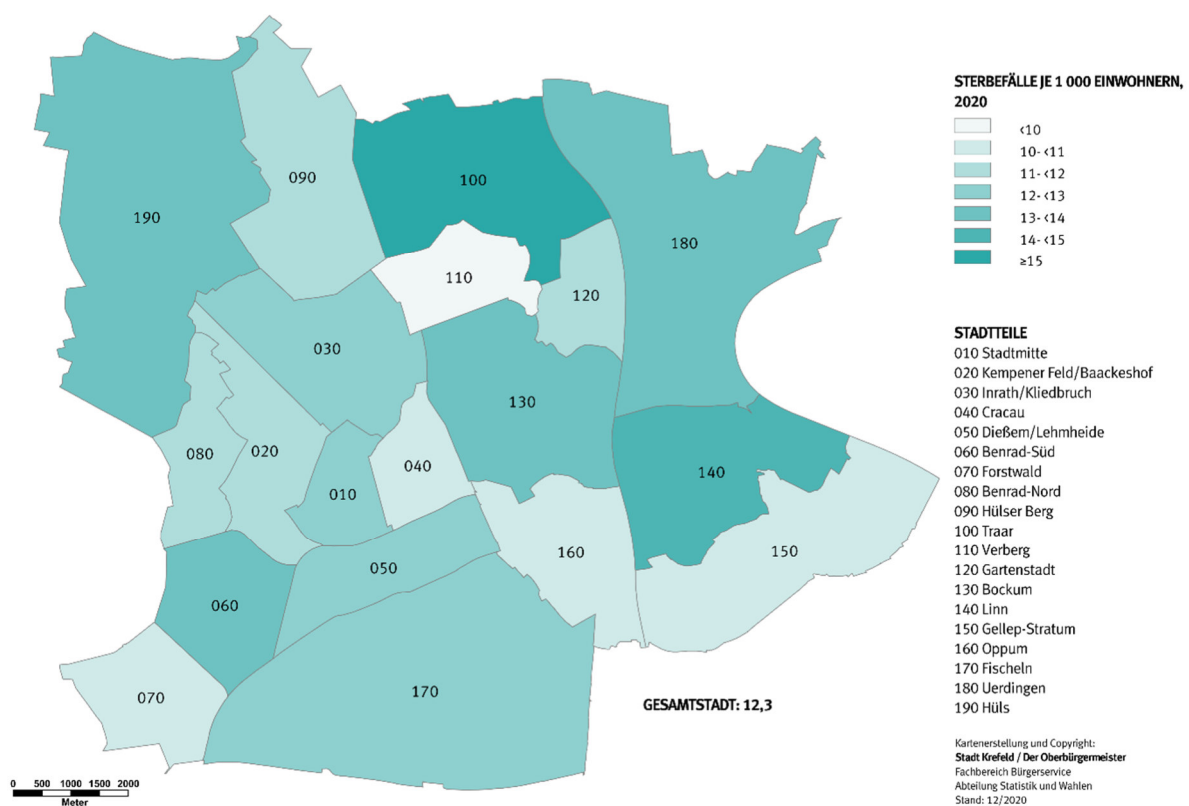 STERBEFÄLLE JE 1 000 EINWOHNERN,
2020
<10
10- <11
11- <12
12- <13
13- <14
14- <15
≥15
190
090
100
180
110
120
030
130
080
020
010
040
140
150
160
050
060
070
170
STADTTEILE
010 Stadtmitte
020 Kempener Feld/Baackeshof
030 Inrath/Kliedbruch
040 Cracau
050 Dießem/Lehmheide
060 Benrad-Süd
070 Forstwald
080 Benrad-Nord
090 Hülser Berg
100 Traar
110 Verberg
120 Gartenstadt
130 Bockum
140 Linn
150 Gellep-Stratum
160 Oppum
170 Fischeln
180 Uerdingen
190 Hüls
GESAMTSTADT: 12,3
Kartenerstellung und Copyright:
Stadt Krefeld / Der Oberbürgermeister
Fachbereich Bürgerservice
Abteilung Statistik und Wahlen
Stand: 12/2020
0 500 1000 1500 2000
Meter